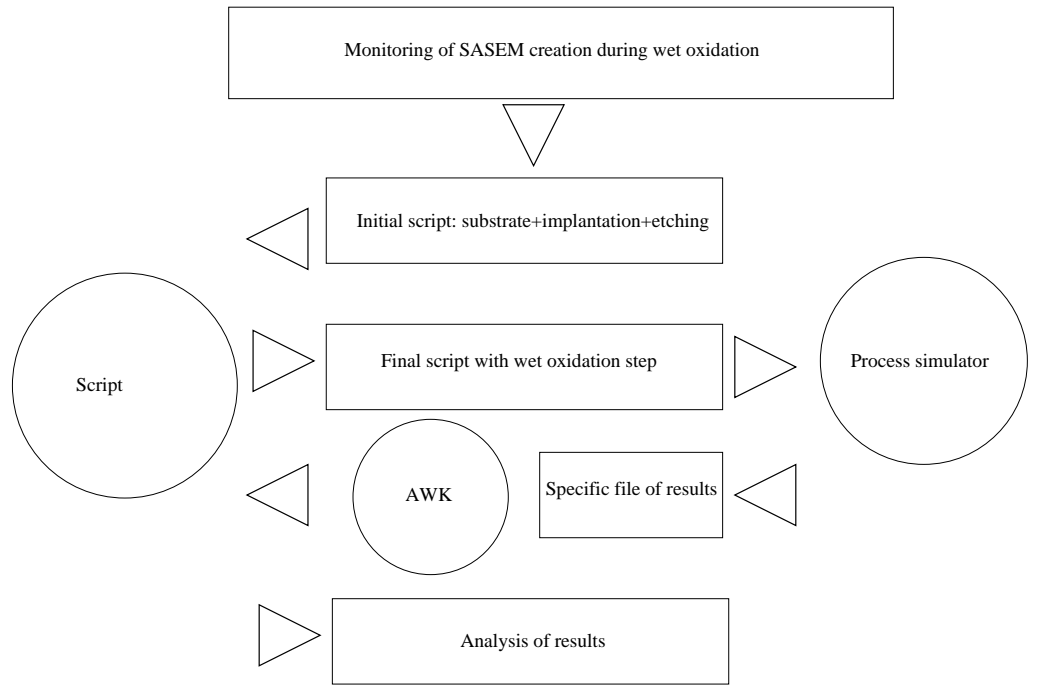 Monitoring of SASEM creation during wet oxidation
Initial script: substrate+implantation+etching
Final script with wet oxidation step
Process simulator
Script
AWK
Specific file of results
Analysis of results